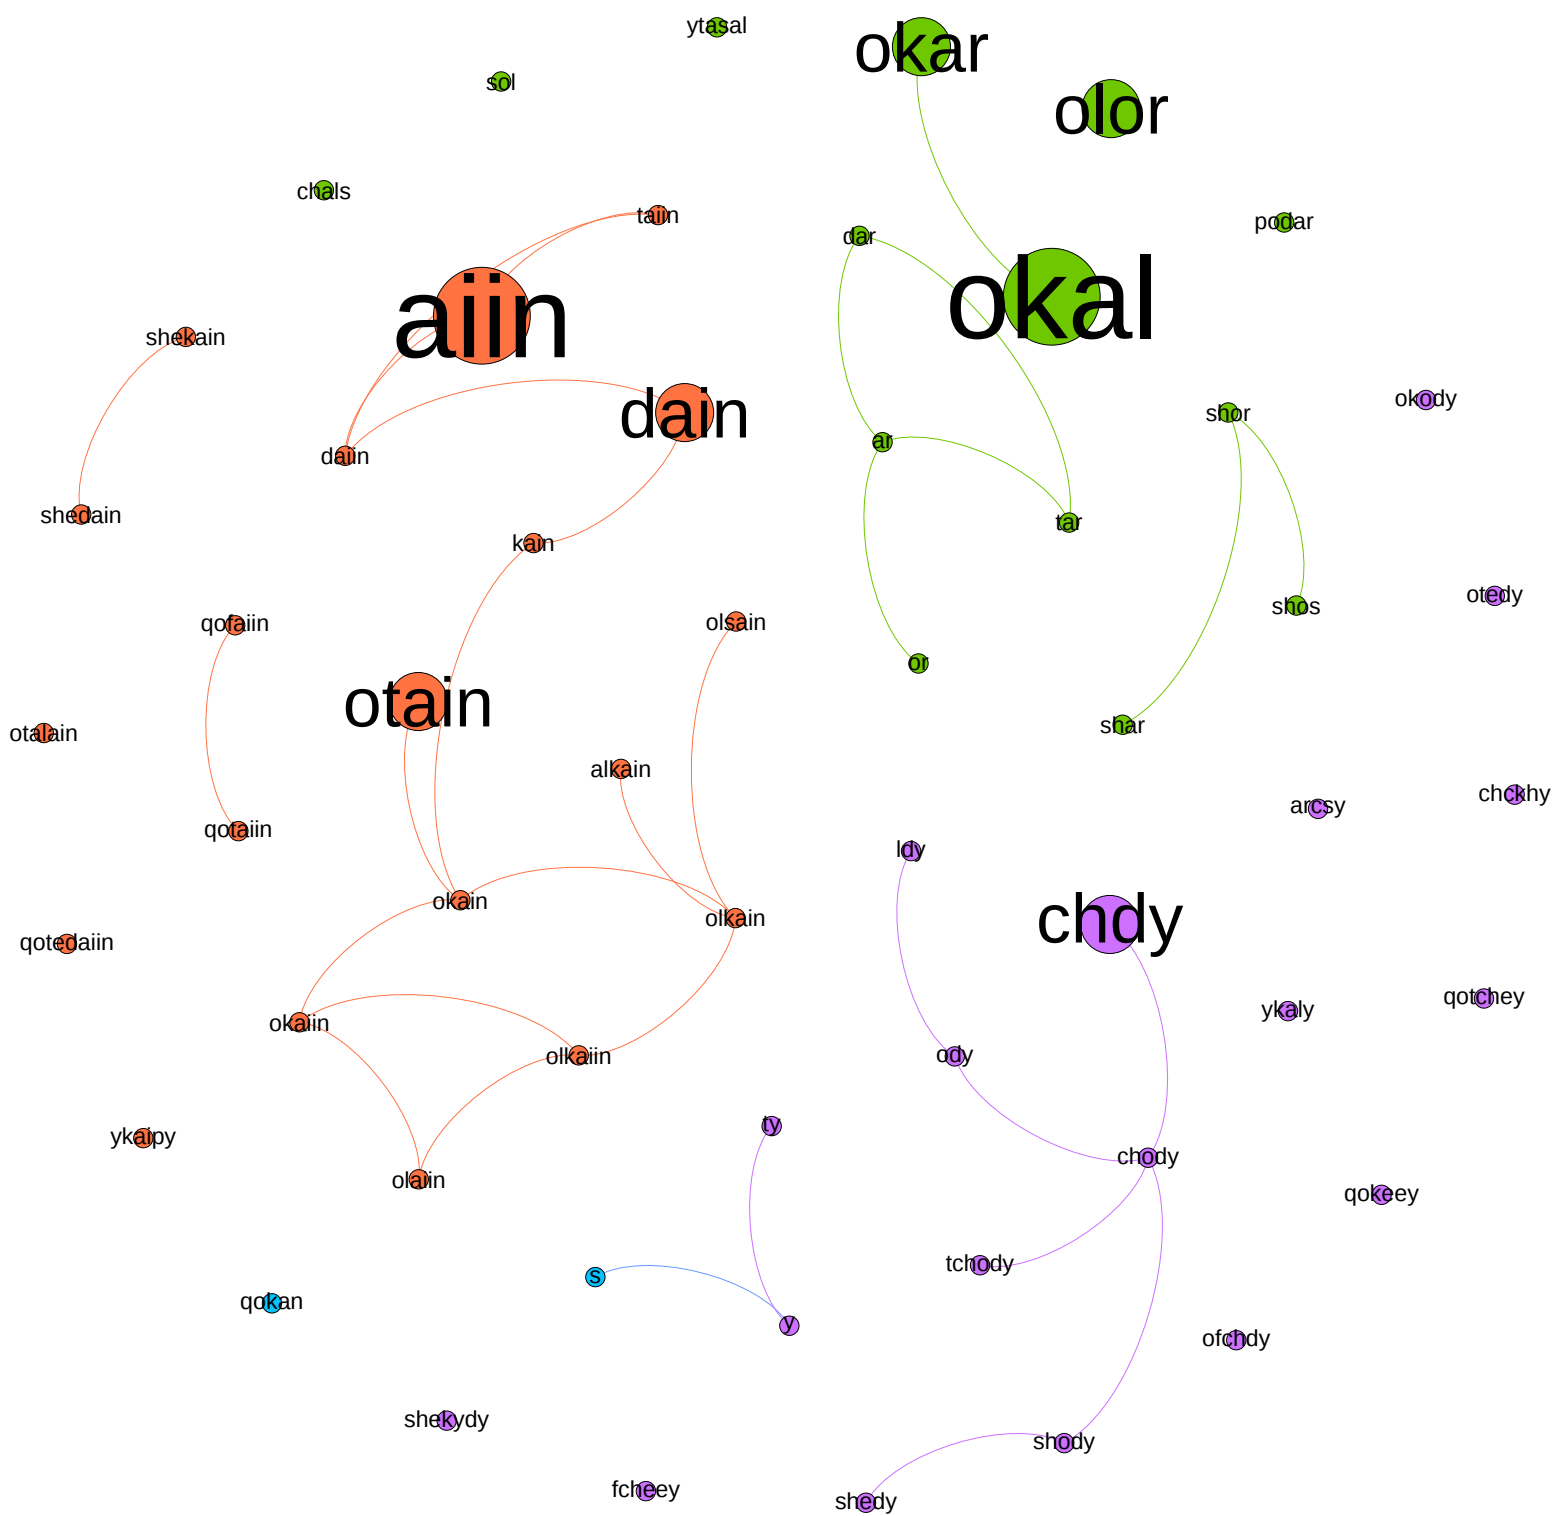 ytasal
okar
sol
olor
chals
taiin
podar
dar
aiin
okal
shekain
okody
dain
shor
ar
daiin
shedain
tar
kain
otedy
shos
olsain
qofaiin
or
otain
shar
otalain
alkain
chckhy
arcsy
qotaiin
ldy
okain
olkain
chdy
qotedaiin
qotchey
ykaly
okaiin
olkaiin
ody
ty
ykaipy
chody
olaiin
qokeey
tchody
s
qokan
y
ofchdy
shekydy
shody
fcheey
shedy